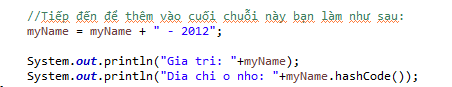 //Tiếp đến để thêm vào cuối chuỗi này bạn làm như sau:
myName = myName + " - 2012";
System.out.println("Gia tri: "+myName);
System.out.println("Dia chi o nho: "+myName.hashCode());